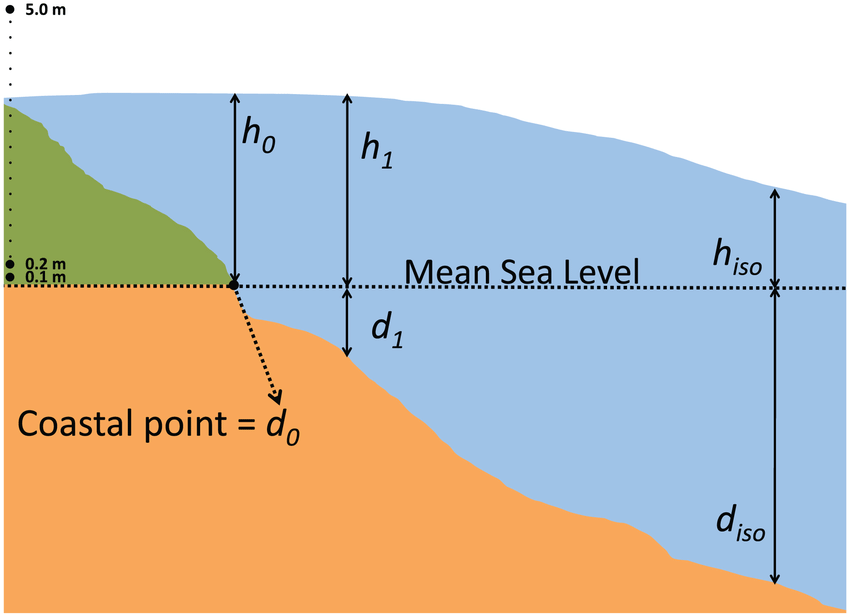 5.0 m
h0
h1
0.2 m
0.1 m
Mean Sea Level
hiso
d1
Coastal point = d0
diso